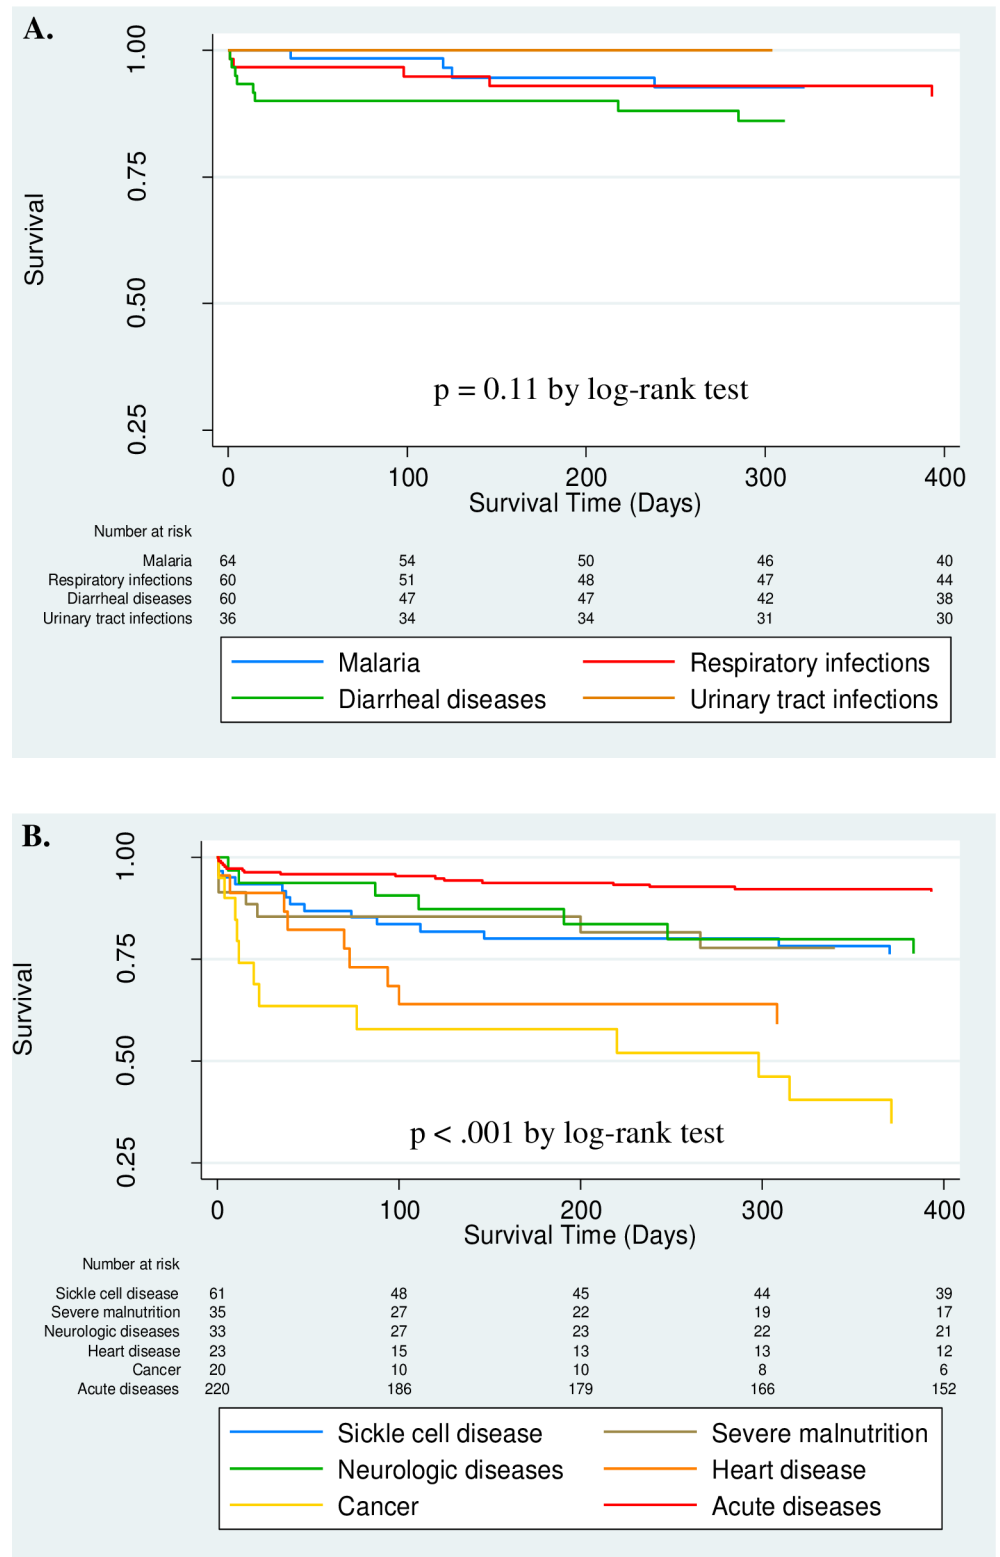 A.
1.00
0.75
0.50
0.25
Survival
p = 0.11 by log-rank test
0 100 200 300 400
Survival Time (Days)
Number at risk
Malaria 64 54 50 46 40
Respiratory infections 60 51 48 47 44
Diarrheal diseases 60 47 47 42 38
Urinary tract infections 36 34 34 31 30
Malaria Respiratory infections
Diarrheal diseases Urinary tract infections
B.
1.00
0.75
0.50
0.25
Survival
p < .001 by log-rank test
0 100 200 300 400
Survival Time (Days)
Number at risk
Sickle cell disease 61 48 45 44 39
Severe malnutrition 35 27 22 19 17
Neurologic diseases 33 27 23 22 21
Heart disease 23 15 13 13 12
Cancer 20 10 10 8 6
Acute diseases 220 186 179 166 152
Sickle cell disease Severe malnutrition
Neurologic diseases Heart disease
Cancer Acute diseases